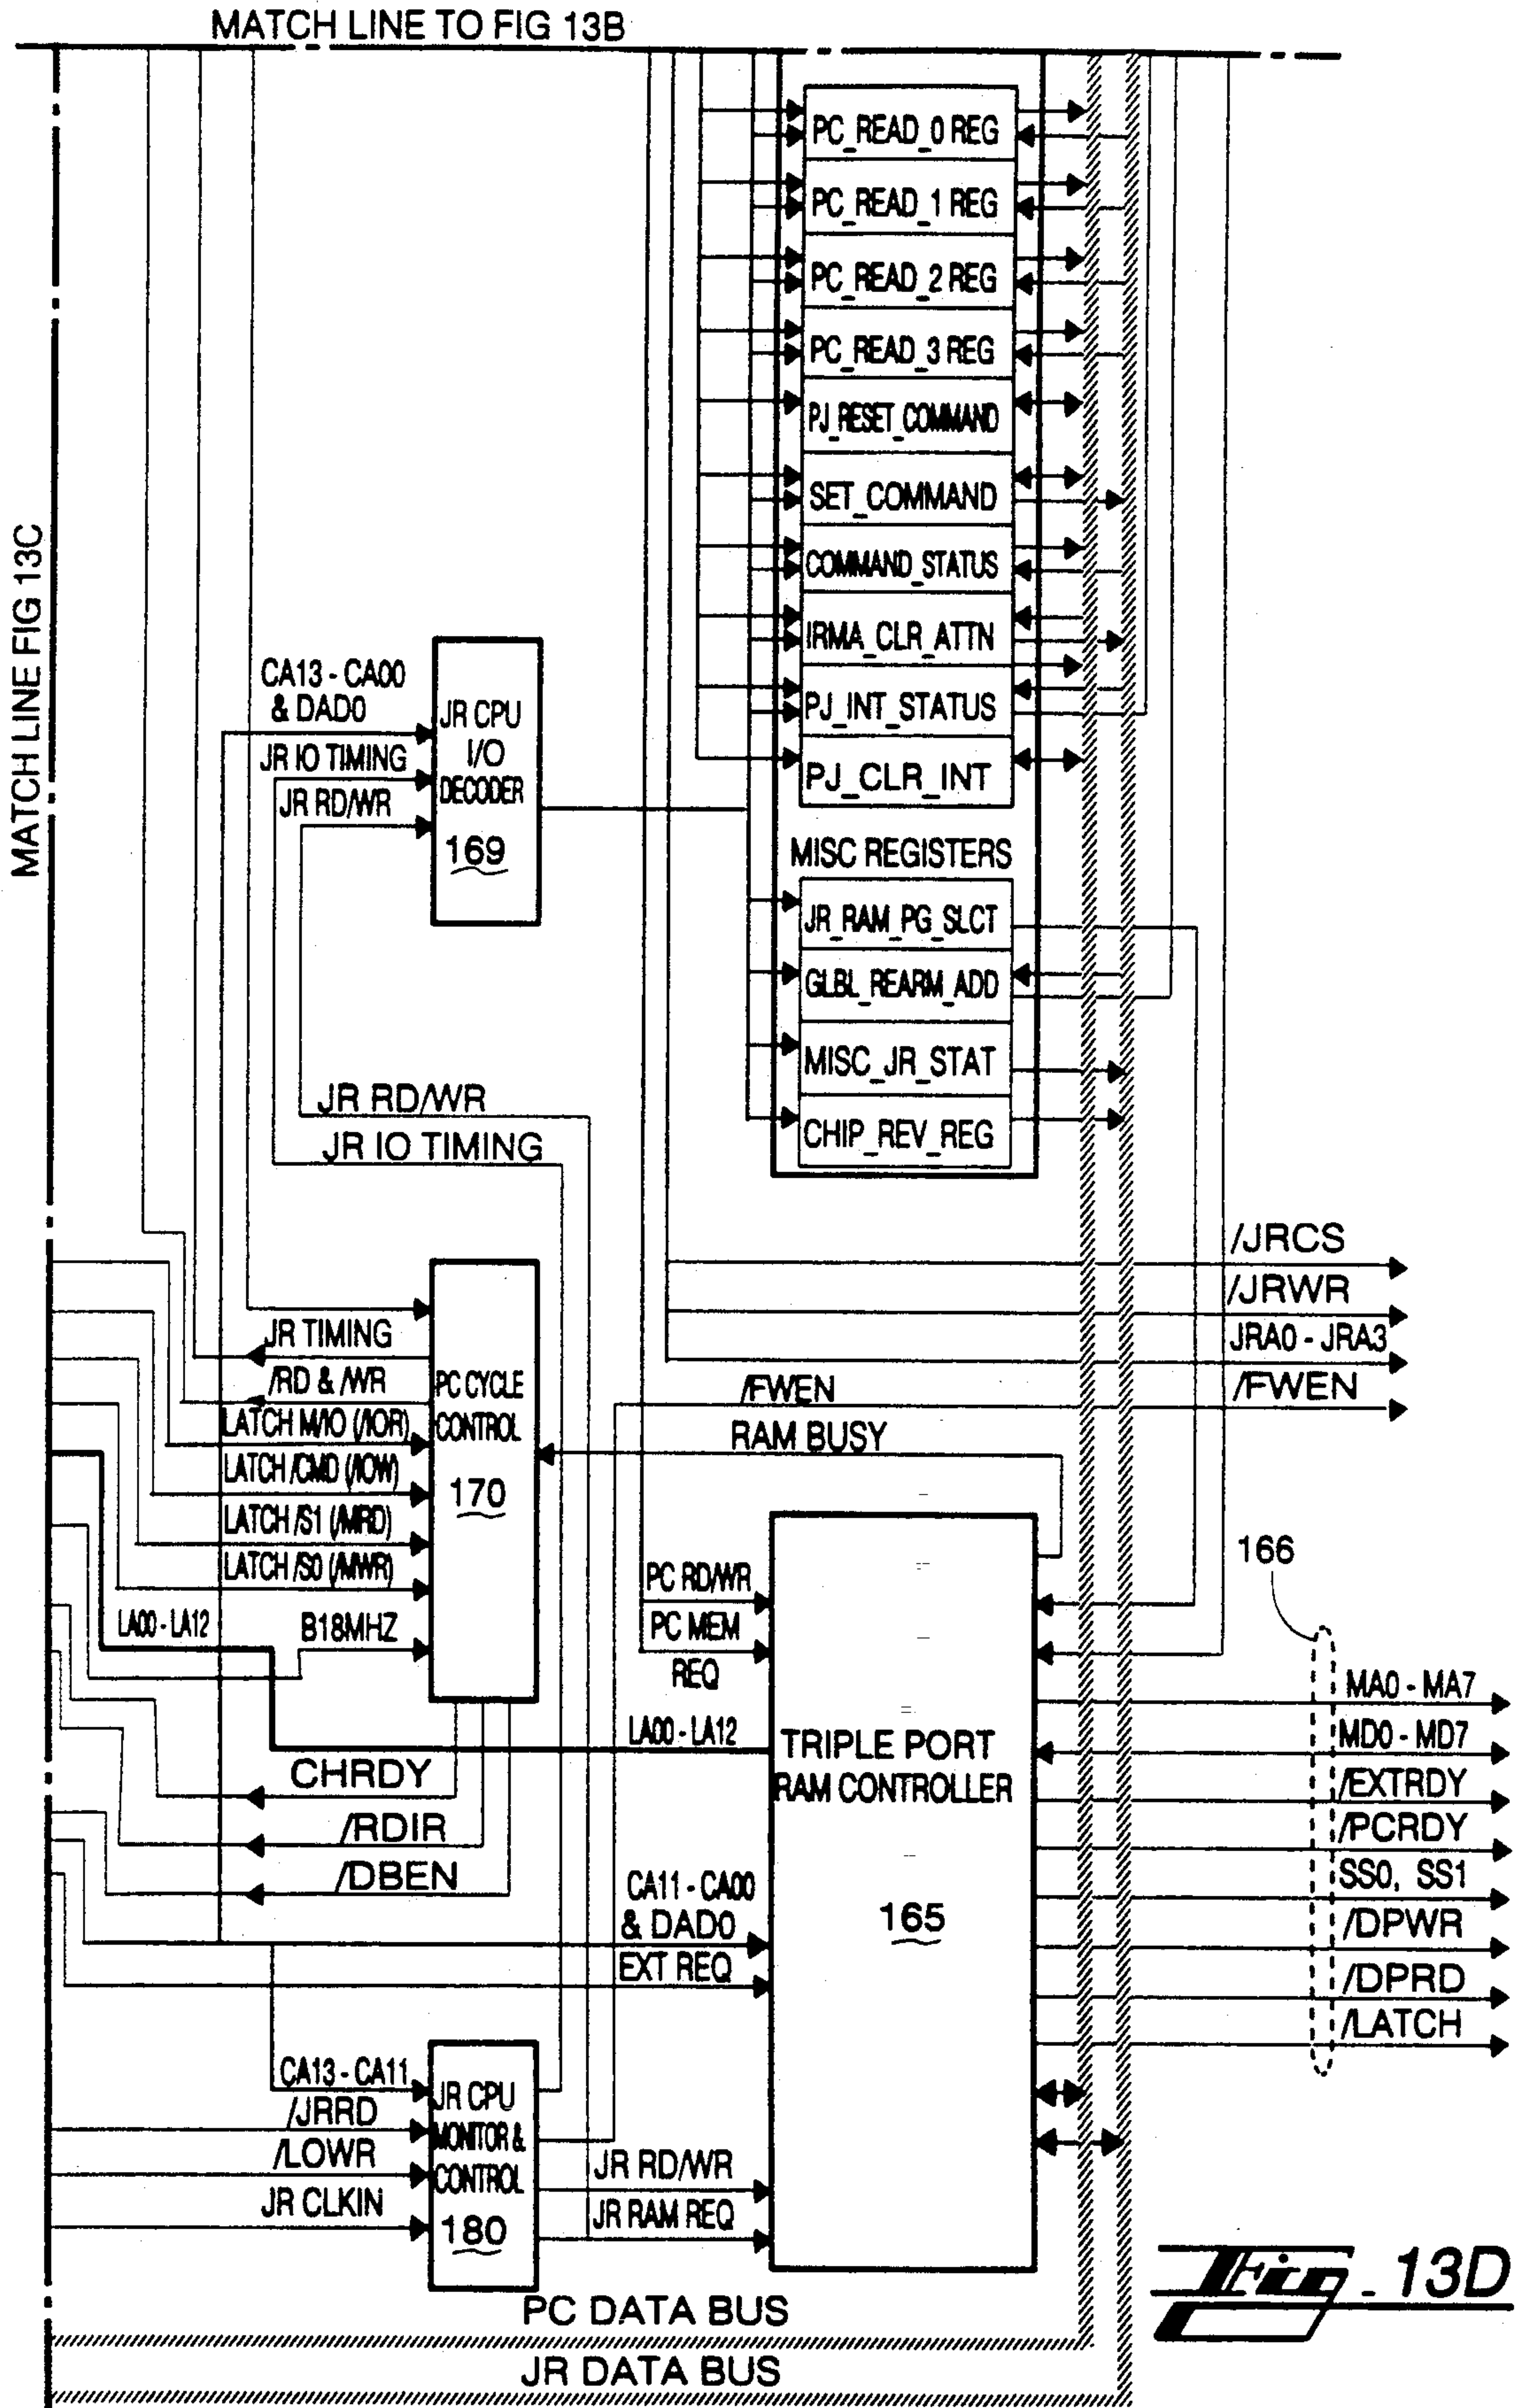 MATCH LINE TO FIG 13B
MATCH LINE FIG 13C
PC_READ_0 REG
PC_READ_1 REG
PC_READ_2 REG
PC_READ_3 REG
PJ_RESET_COMMAND
SET_COMMAND
COMMAND_STATUS
IRMA_CLR_ATTN
PJ_INT_STATUS
PJ_CLR_INT
MISC REGISTERS
JR_RAM_PG_SLCT
GLBL_REARM_ADD
MISC_JR_STAT
CHIP_REV_REG
CA13 - CA00
& DAD0
JR IO TIMING
JR RD/WR
JR CPU
I/O
DECODER
169
JR RD/WR
JR IO TIMING
/JRCS
/JRWR
JRA0 - JRA3
/FWEN
/FWEN
RAM BUSY
JR TIMING
/RD & /WR
LATCH M/IO (/IOR)
LATCH /CMD (/IOW)
LATCH /S1 (/MRD)
LATCH /S0 (/MWR)
LA00 - LA12
B18MHZ
PC CYCLE
CONTROL
170
CHRDY
/RDIR
/DBEN
PC RD/WR
PC MEM
REQ
LA00 - LA12
CA11 - CA00
& DAD0
EXT REQ
TRIPLE PORT
RAM CONTROLLER
165
166
MA0 - MA7
MD0 - MD7
/EXTRDY
/PCRDY
SS0, SS1
/DPWR
/DPRD
/LATCH
CA13 - CA11
/JRRD
/LOWR
JR CLKIN
JR CPU
MONITOR &
CONTROL
180
JR RD/WR
JR RAM REQ
PC DATA BUS
JR DATA BUS
Fig_13D